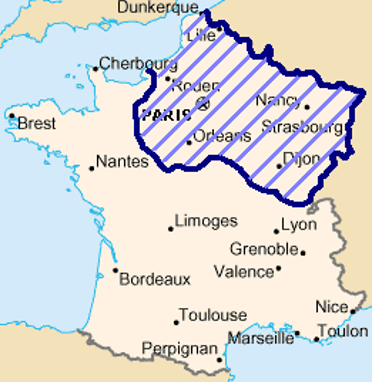 Dunkerque
Lille
Cherbourg
Rouen
Nancy
PARIS
Strasbourg
Brest
Orléans
Dijon
Nantes
Limoges
Lyon
Grenoble
Valence
Bordeaux
Nice
Toulouse
Marseille
Toulon
Perpignan